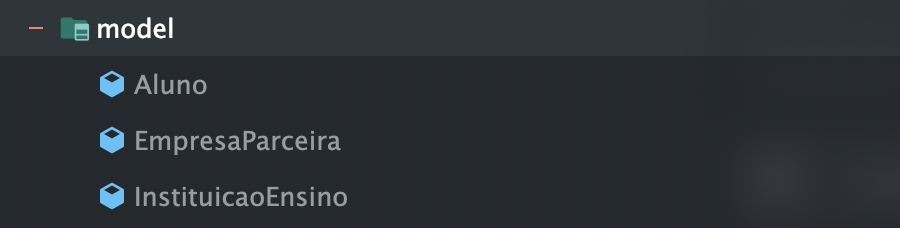 model
Aluno
EmpresaParceira
InstituicaoEnsino